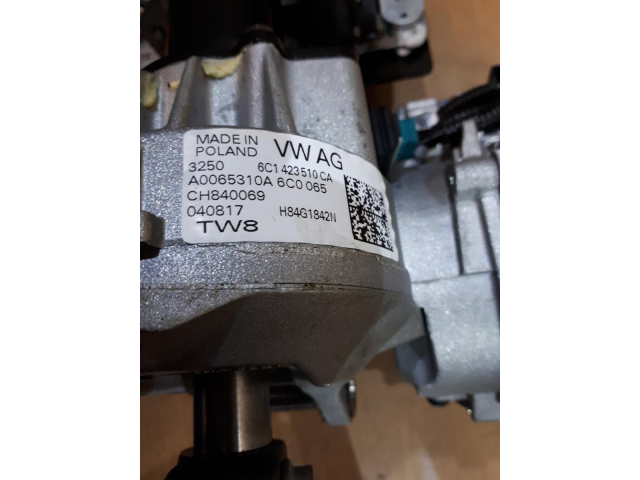 MADE IN
POLAND
VW AG
3250 6C1 423 510 CA
A0065310A 6C0 065
CH840069
040817 H84G1842N
TW8